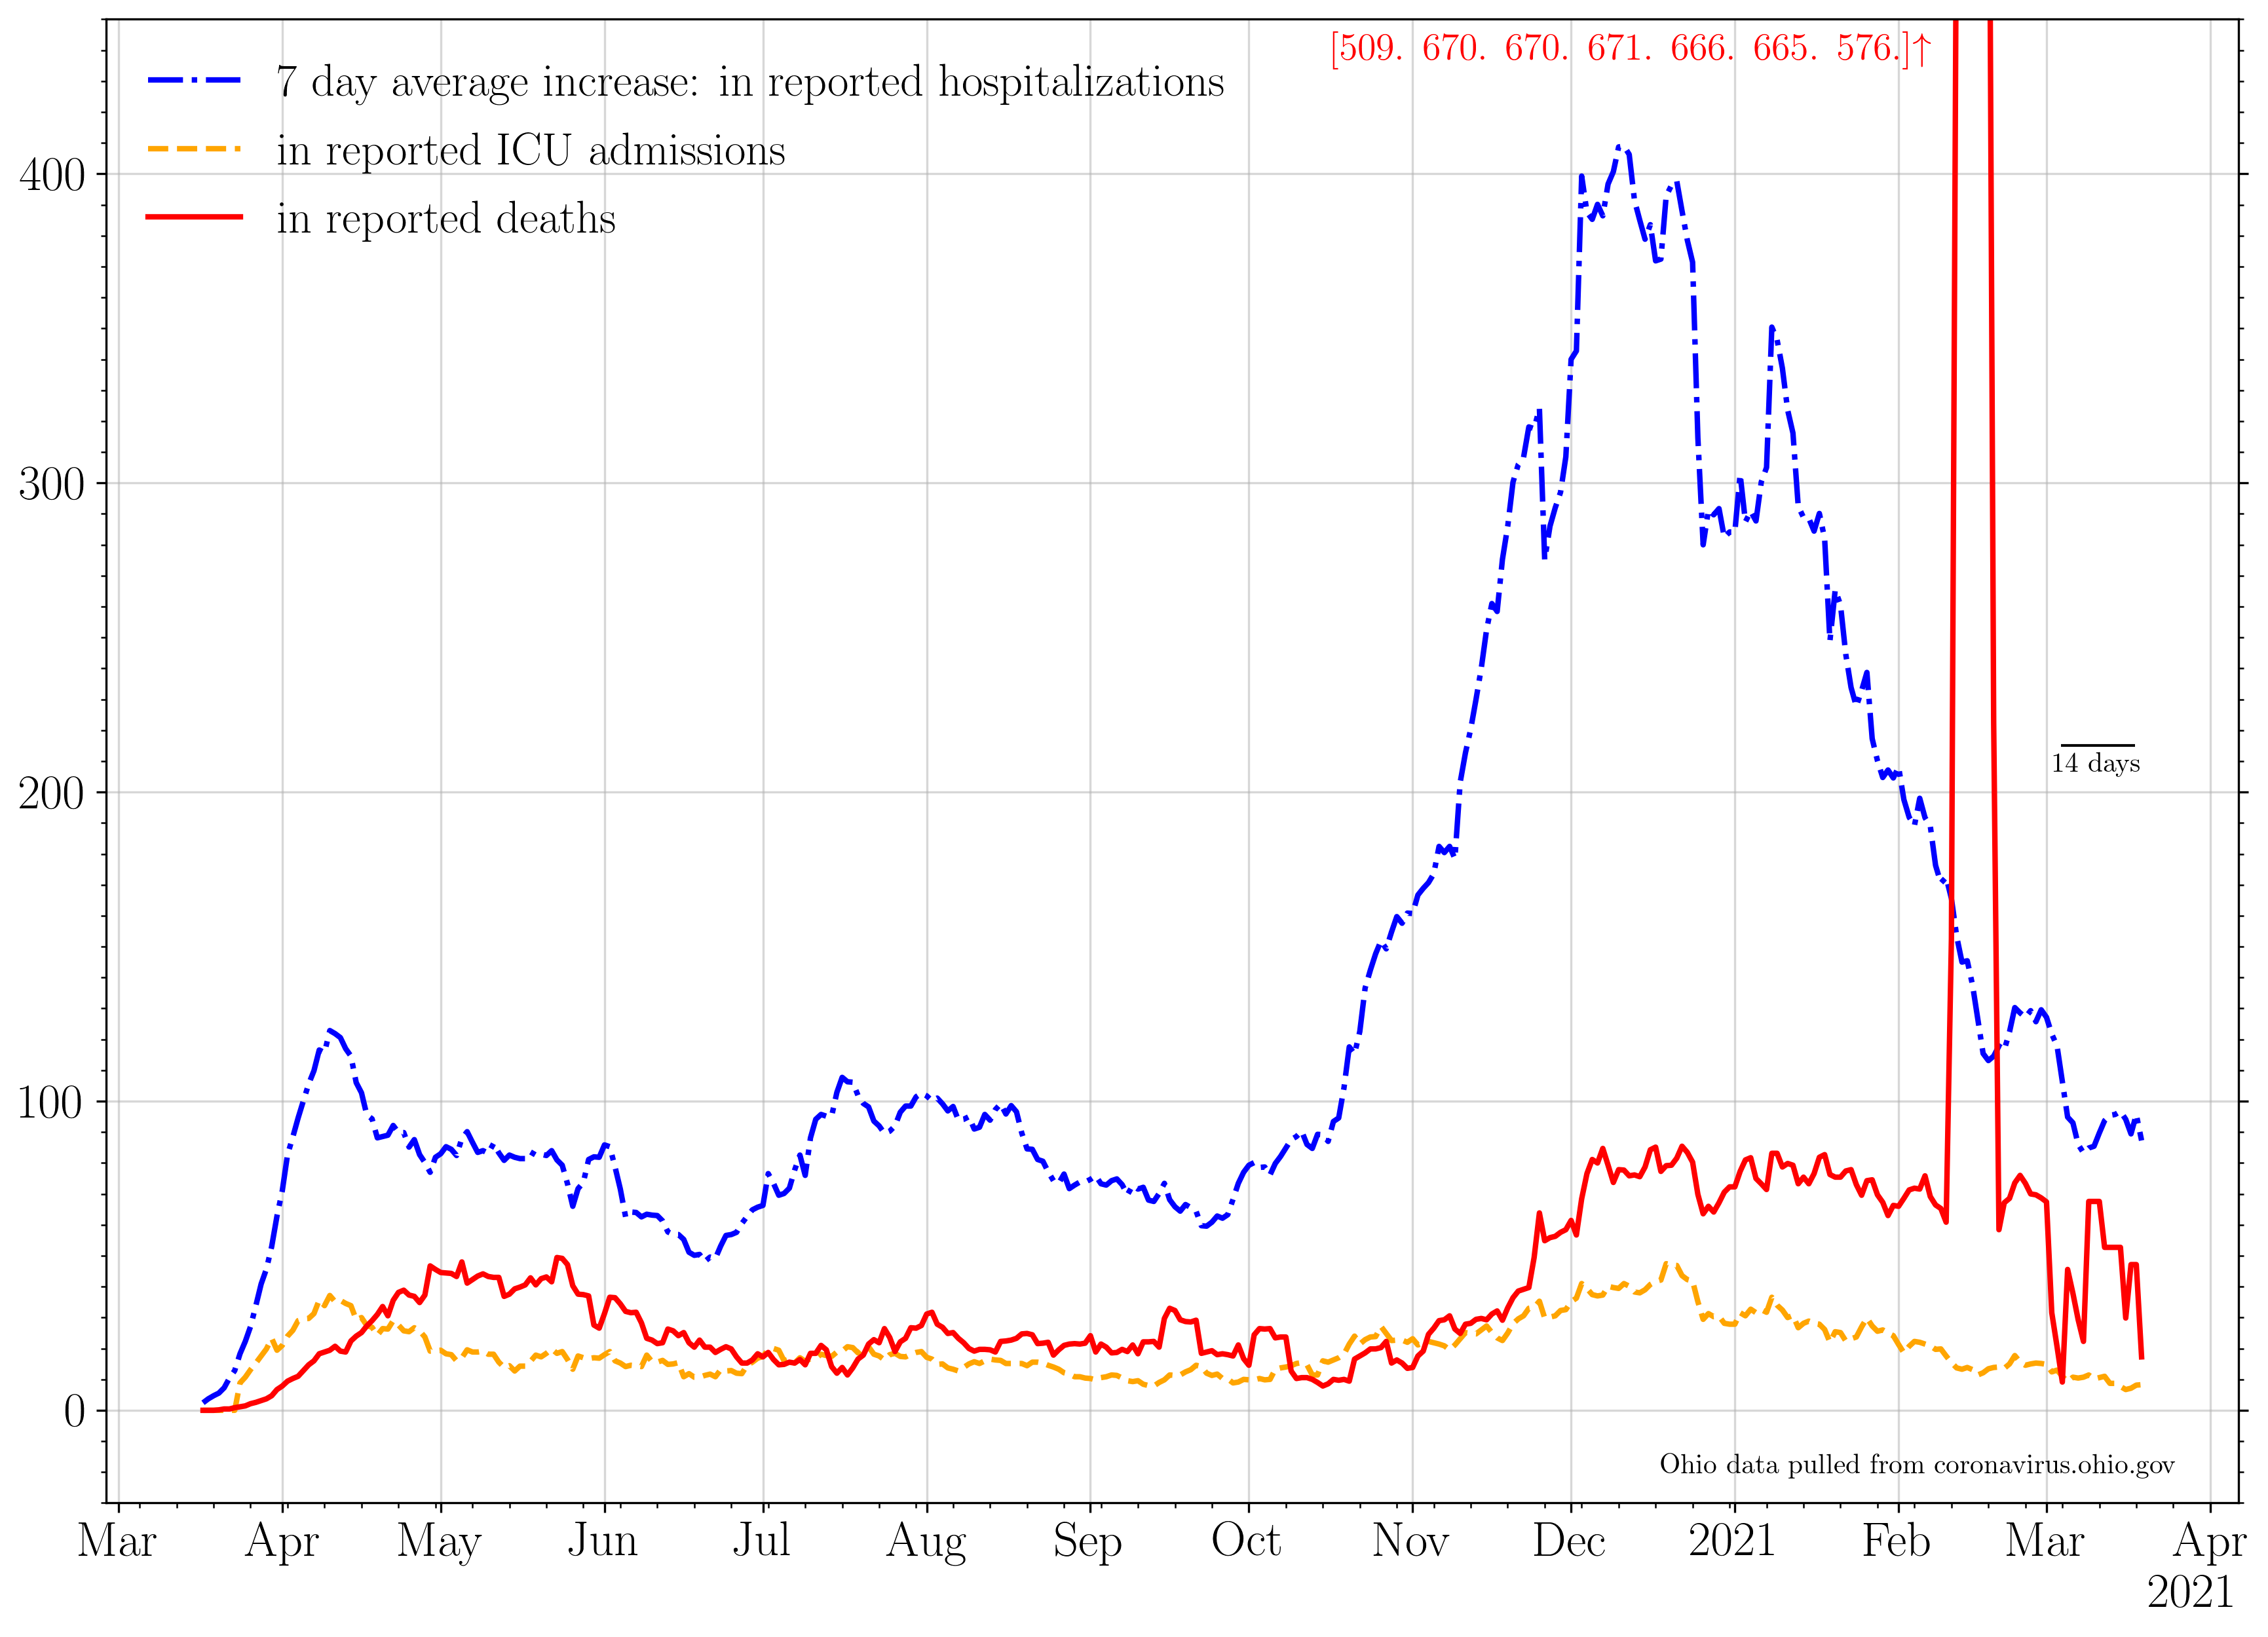 [509. 670. 670. 671. 666. 665. 576.]↑
7 day average increase: in reported hospitalizations
in reported ICU admissions
in reported deaths
400
300
200
100
0
14 days
Ohio data pulled from coronavirus.ohio.gov
Mar Apr May Jun Jul Aug Sep Oct Nov Dec 2021 Feb Mar Apr
2021